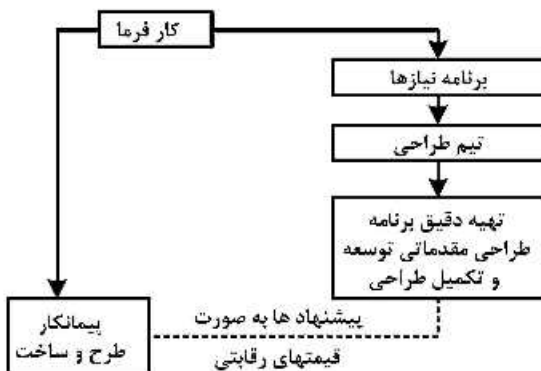 کار فرما
برنامه نیازها
تیم طراحی
تهیه دقیق برنامه
طراحی مقدماتی توسعه
و تکمیل طراحی
پیشنهاد ها به صورت
قیمتهای رقابتی
پیمانکار
طرح و ساخت